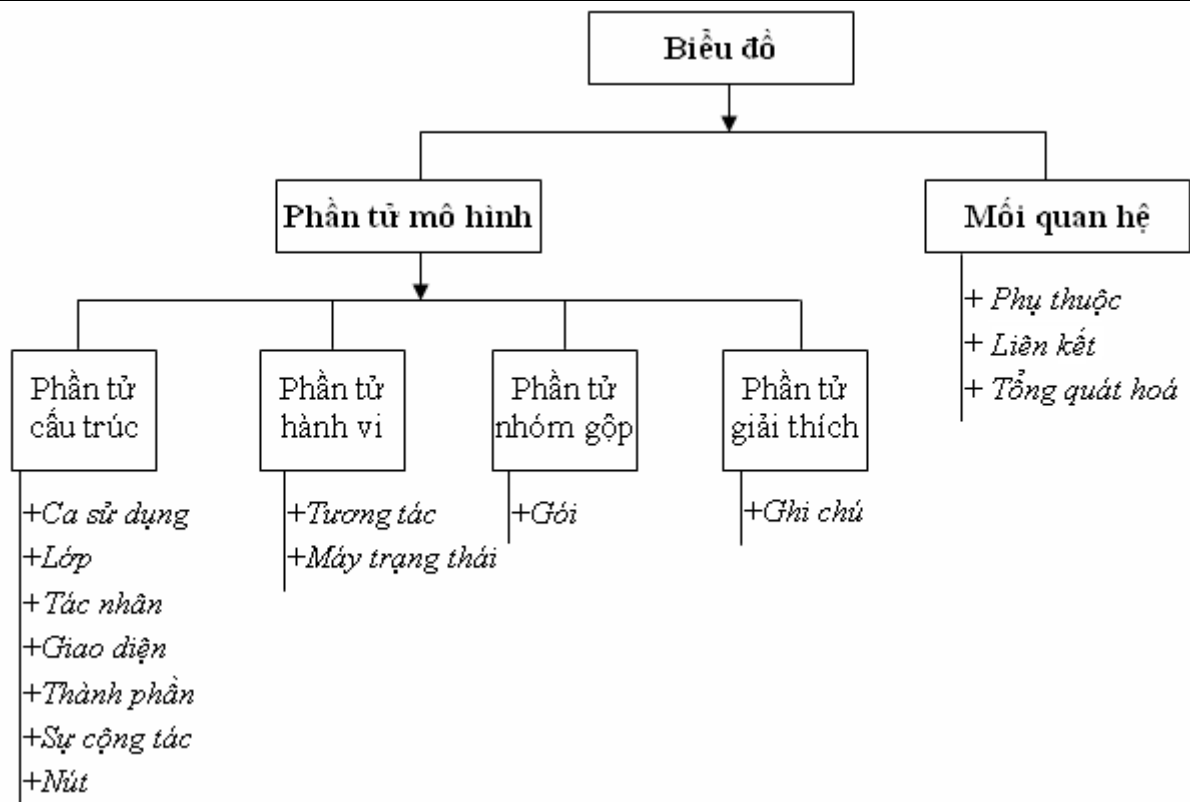 Biểu đồ
Phần tử mô hình
Mối quan hệ
+ Phụ thuộc
+ Liên kết
+ Tổng quát hoá
Phần tử
cấu trúc
Phần tử
hành vi
Phần tử
nhóm gộp
Phần tử
giải thích
+Ca sử dụng
+Lớp
+Tác nhân
+Giao diện
+Thành phần
+Sự cộng tác
+Nút
+Tương tác
+Máy trạng thái
+Gói
+Ghi chú